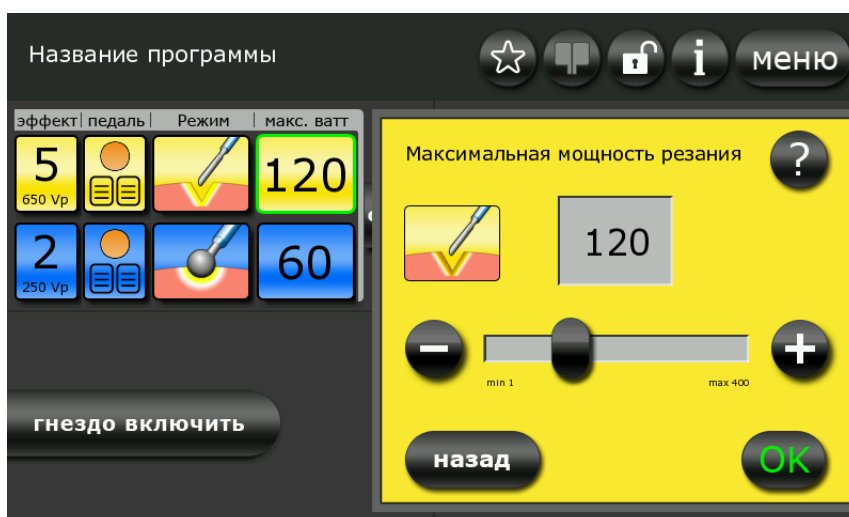 Название программы
i
меню
эффект педаль Режим макс. ватт
5
650 Vp
120
2
250 Vp
60
гнездо включить
Максимальная мощность резания
?
120
min 1
max 400
назад
OK